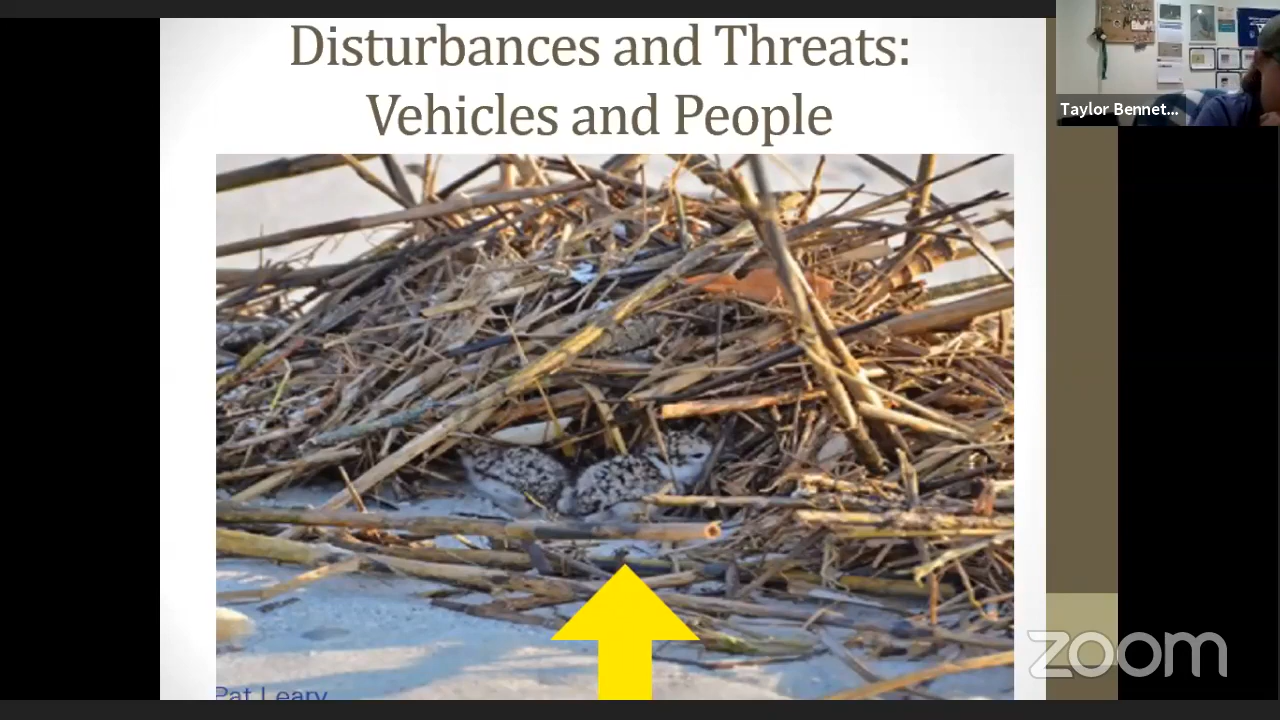 Disturbances and Threats:
Vehicles and People
Taylor Bennet...
Pat Leary
zoom